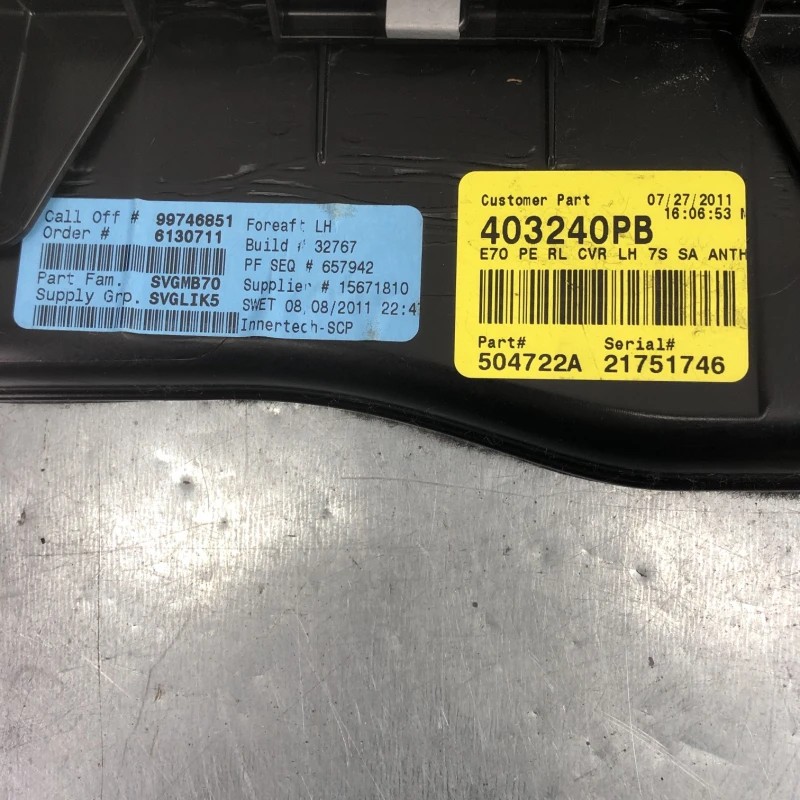 Call Off # 99746851
Order # 6130711
Part Fam. SVGMB70
Supply Grp. SVGLIK5
Foreaft LH
Build # 32767
PF SEQ # 657942
Supplier # 15671810
SWET 08/08/2011 22:4
Innertech-SCP
Customer Part 07/27/2011
16:06:53
403240PB
E70 PE RL CVR LH 7S SA ANTH
Part# Serial#
504722A 21751746